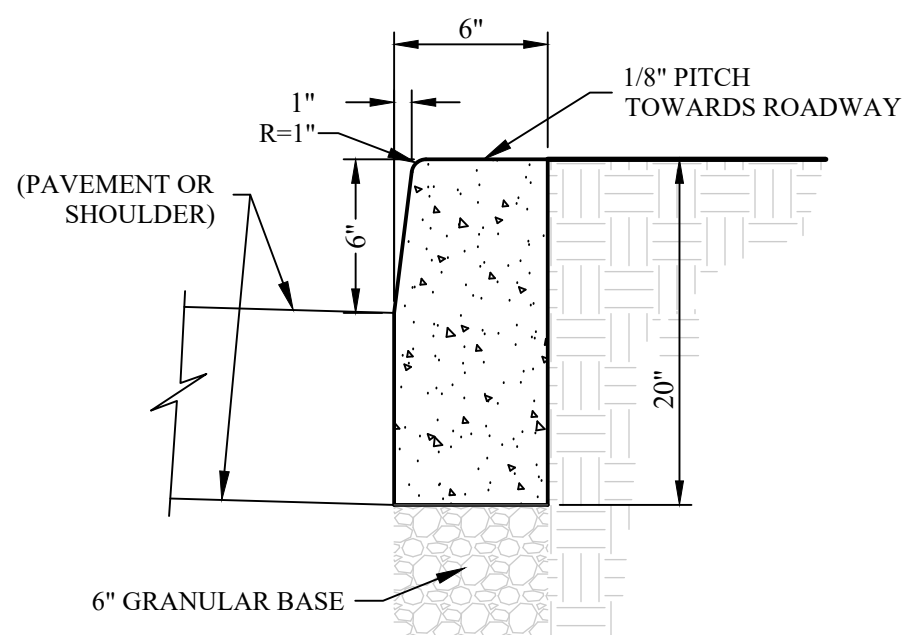 6"
1/8" PITCH
TOWARDS ROADWAY
1"
R=1"
(PAVEMENT OR
SHOULDER)
6"
20"
6" GRANULAR BASE